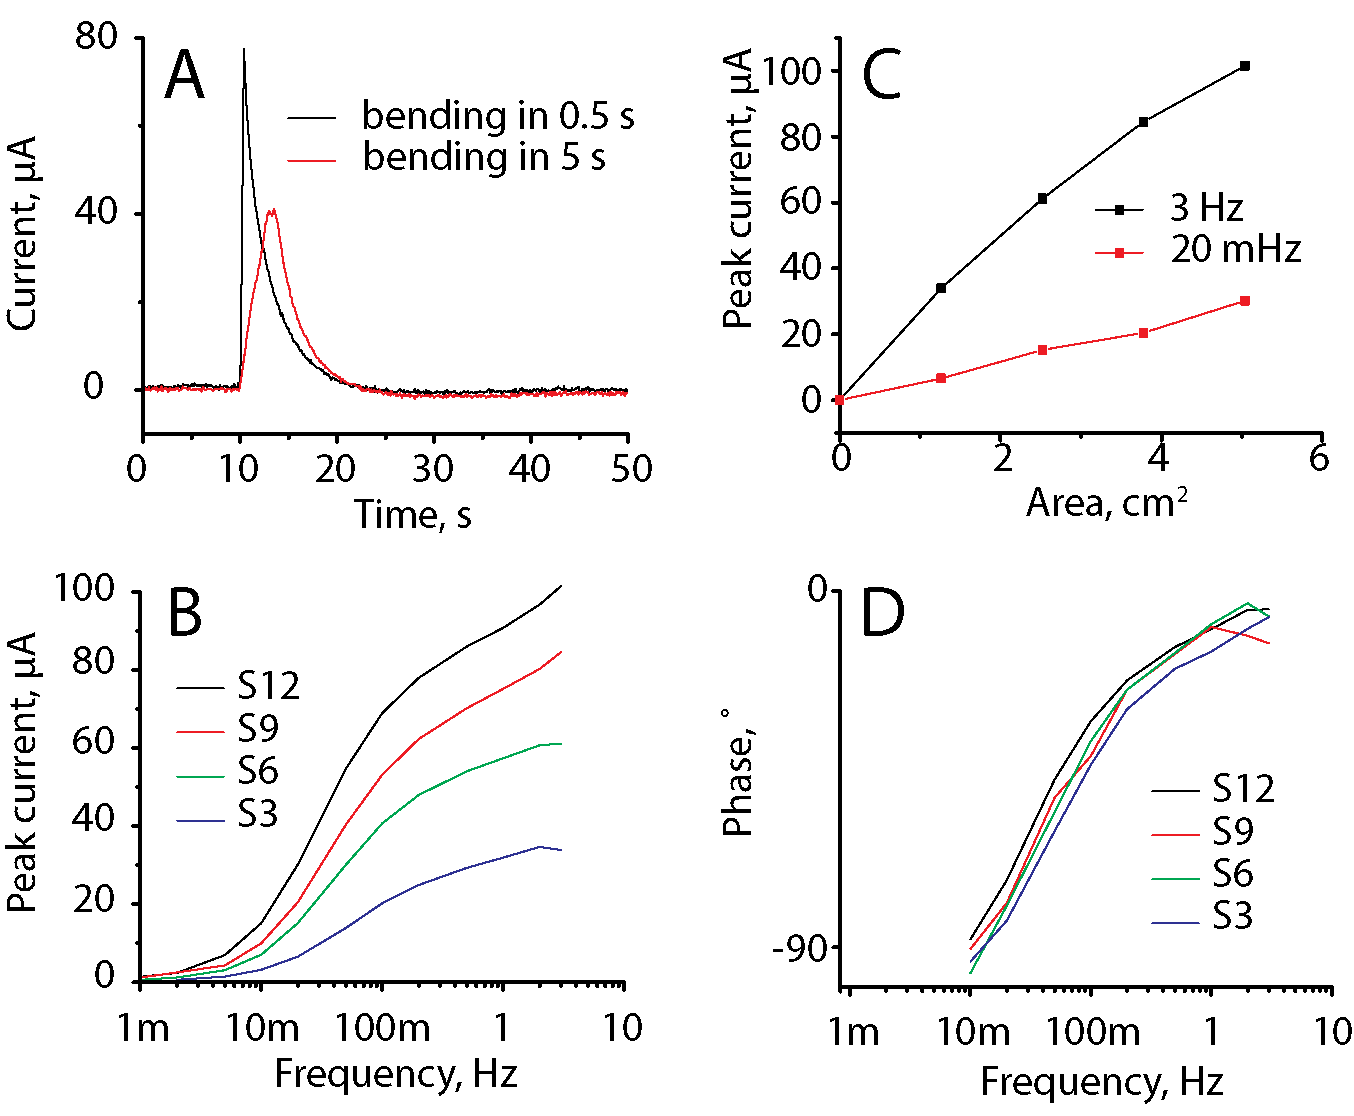 A
80
40
0
Current, µA
bending in 0.5 s
bending in 5 s
0 10 20 30 40 50
Time, s
C
100
80
60
40
20
0
Peak current, µA
3 Hz
20 mHz
0 2 4 6
Area, cm²
B
100
80
60
40
20
0
Peak current, µA
S12
S9
S6
S3
1m 10m 100m 1 10
Frequency, Hz
D
0
-90
Phase, °
S12
S9
S6
S3
1m 10m 100m 1 10
Frequency, Hz